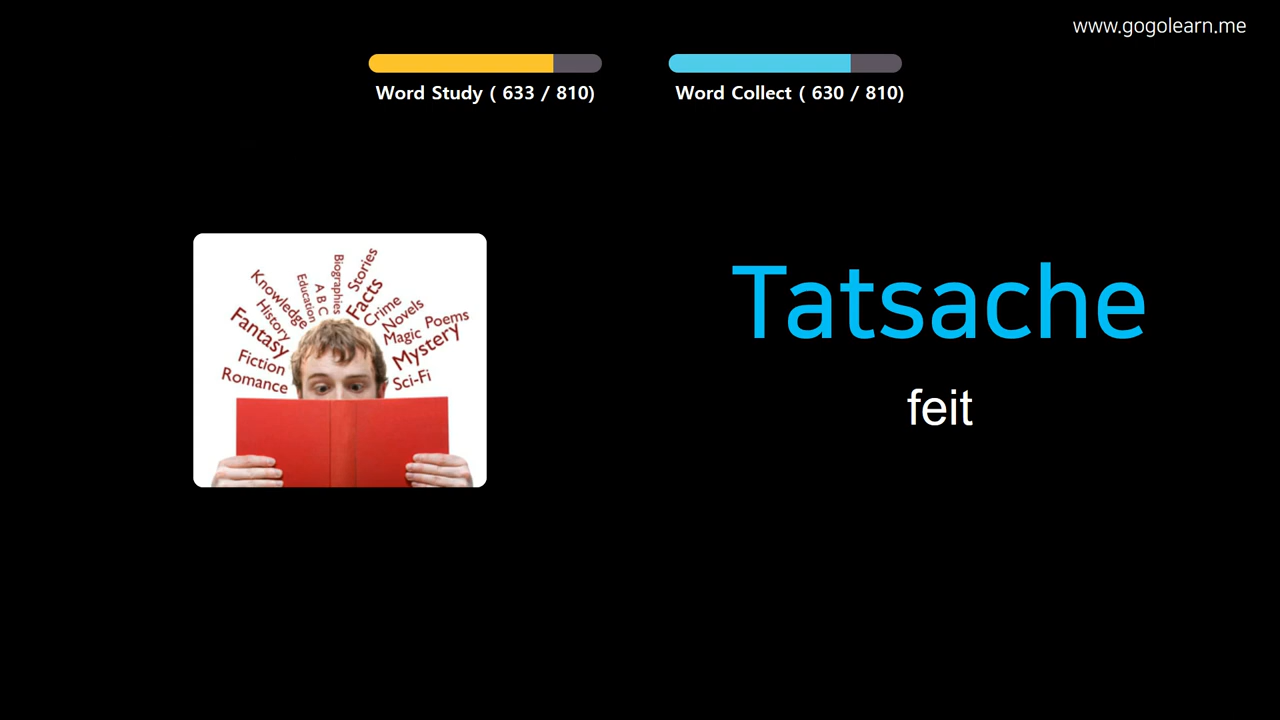 www.gogolearn.me
Word Study ( 633 / 810)
Word Collect ( 630 / 810)
Tatsache
feit
Knowledge
History
Fantasy
Fiction
Romance
Education
A B C
Biographies
Stories
Facts
Crime
Novels
Magic
Poems
Mystery
Sci-Fi